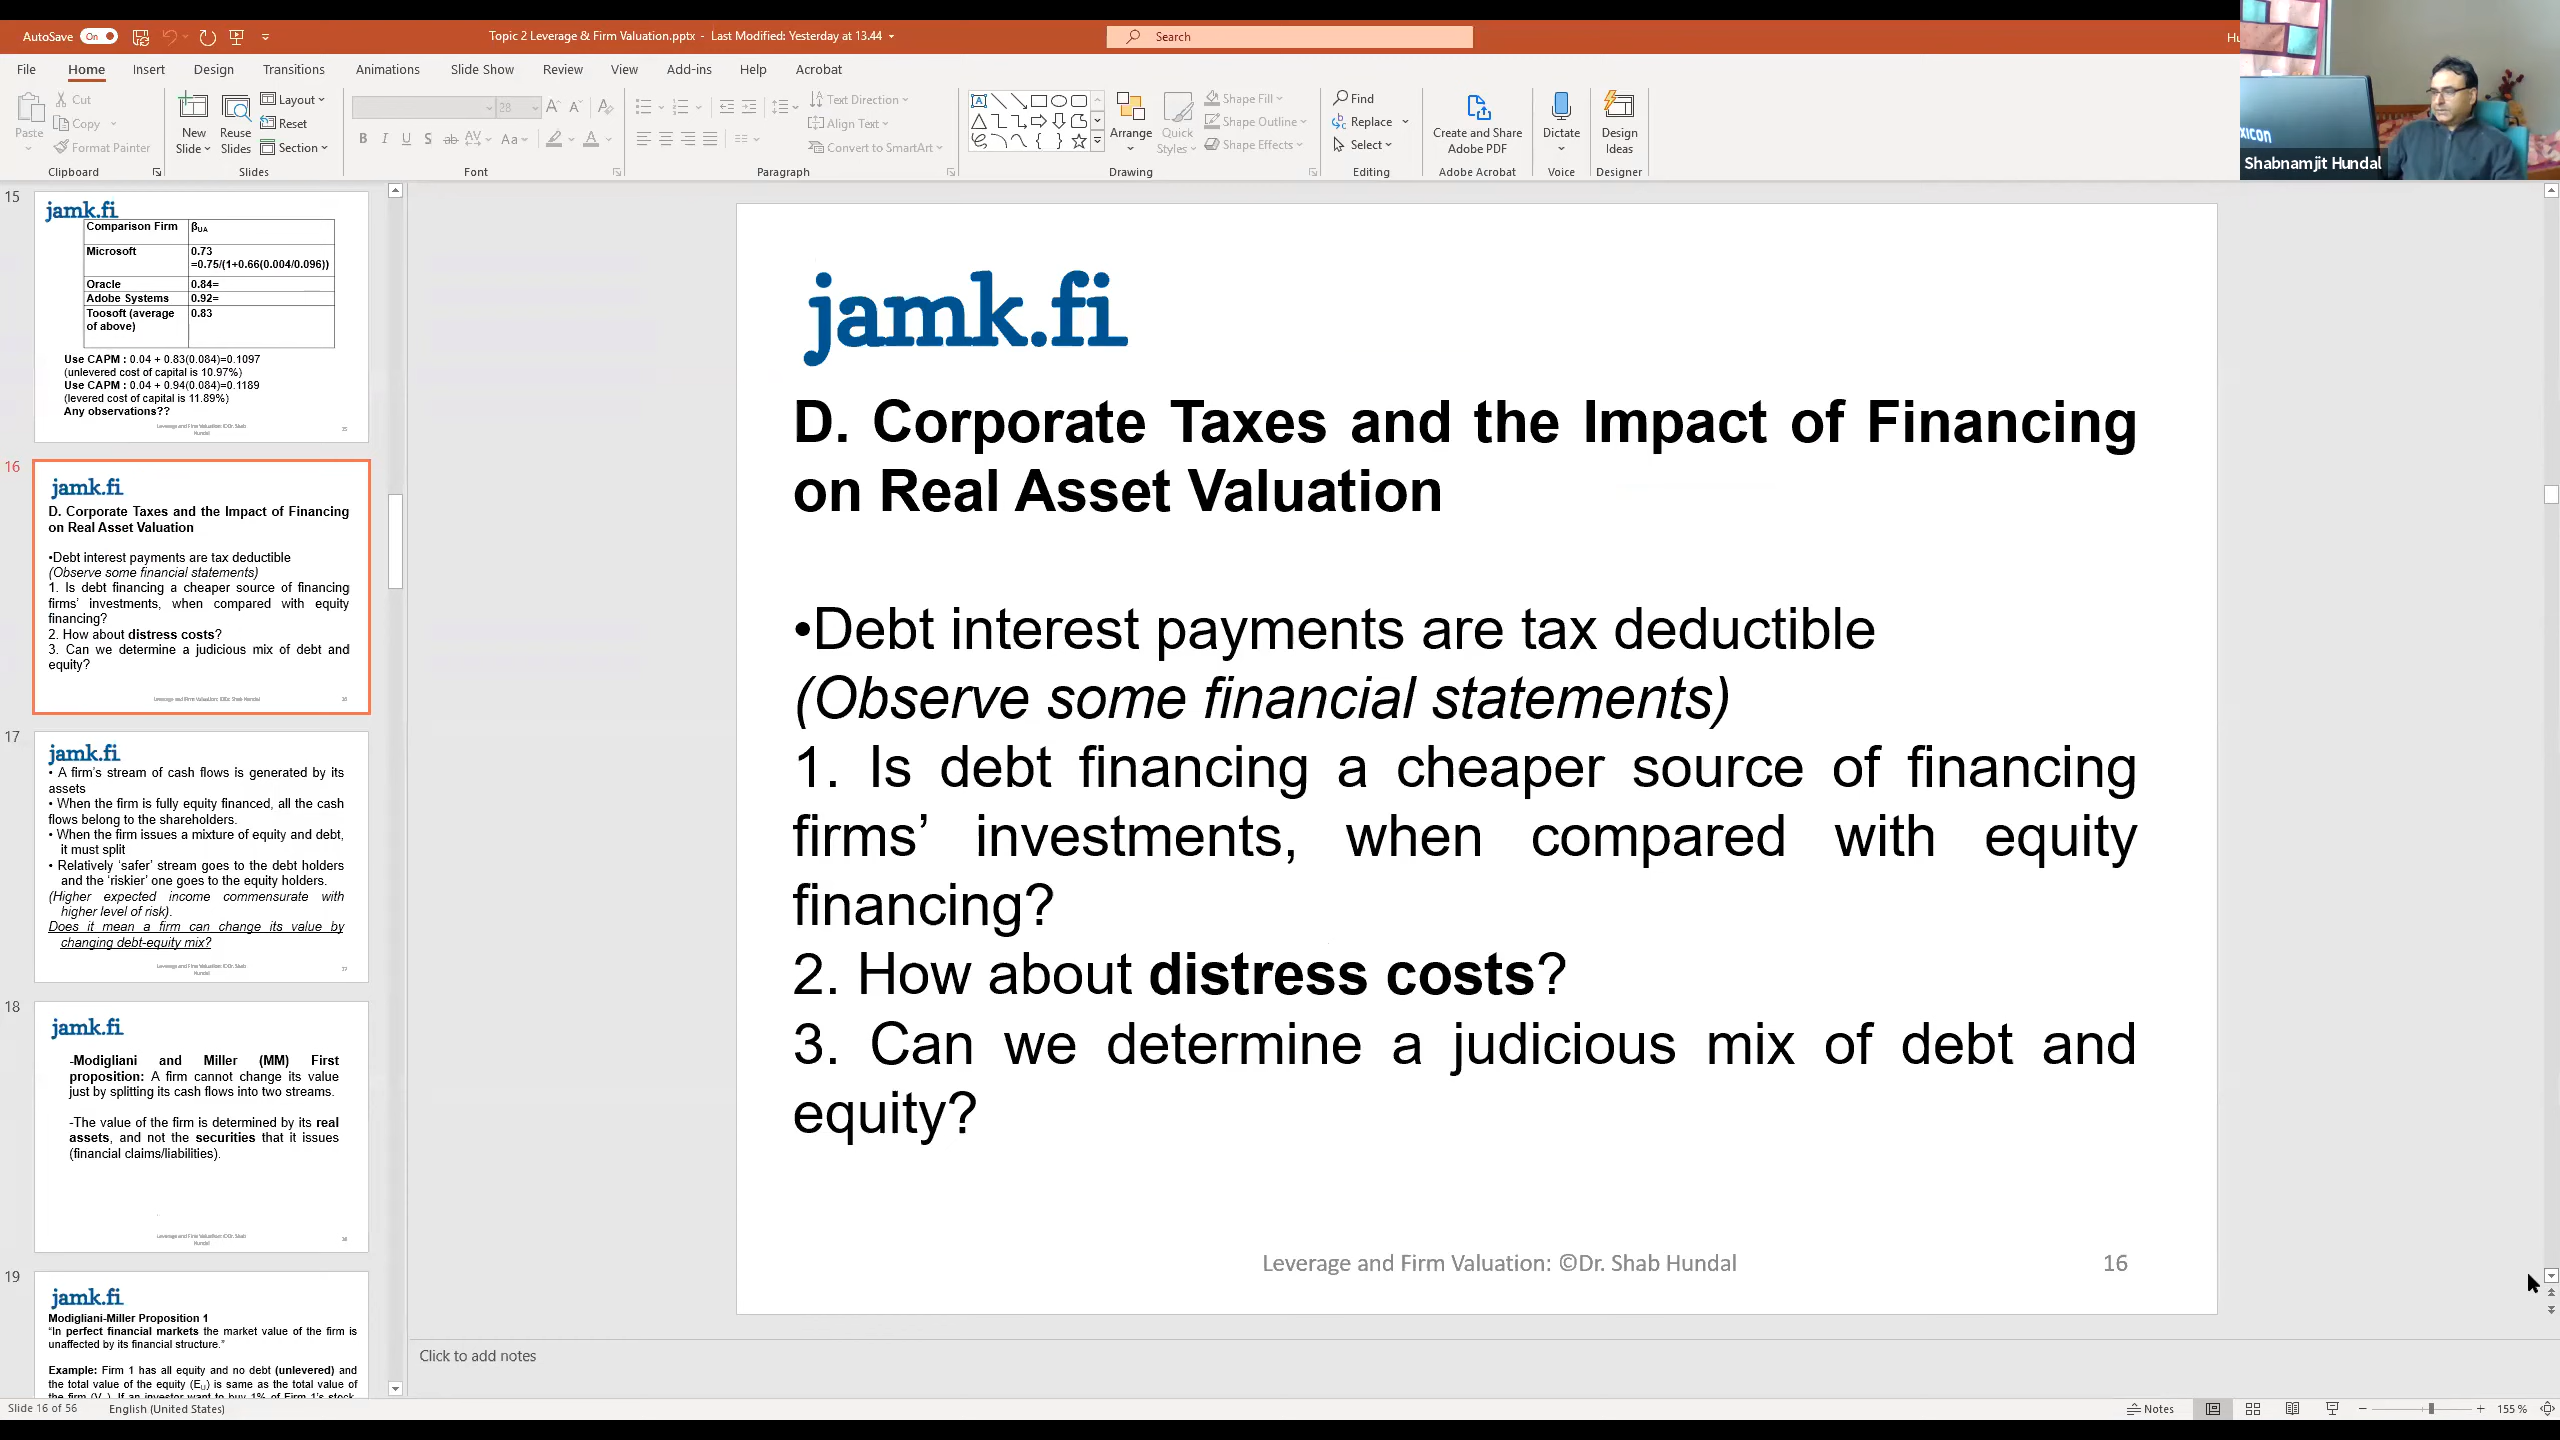 AutoSave On
Topic 2 Leverage & Firm Valuation.pptx - Last Modified: Yesterday at 13.44
Search
File Home Insert Design Transitions Animations Slide Show Review View Add-ins Help Acrobat
Paste
Cut
Copy
Format Painter
Clipboard
New Slide
Reuse Slides
Layout
Reset
Section
Slides
28
Font
Text Direction
Align Text
Convert to SmartArt
Paragraph
Arrange
Quick Styles
Shape Fill
Shape Outline
Shape Effects
Drawing
Find
Replace
Select
Editing
Create and Share Adobe PDF
Adobe Acrobat
Dictate
Voice
Design Ideas
Designer
xicon
Shabnamjit Hundal
15
jamk.fi
Comparison Firm βUA
Microsoft 0.73
=0.75/(1+0.66(0.004/0.096))
Oracle 0.84=
Adobe Systems 0.92=
Toosoft (average 0.83
of above)
Use CAPM : 0.04 + 0.83(0.084)=0.1097
(unlevered cost of capital is 10.97%)
Use CAPM : 0.04 + 0.94(0.084)=0.1189
(levered cost of capital is 11.89%)
Any observations??
Leverage and Firm Valuation: ©Dr. Shab
Hundal
16
jamk.fi
D. Corporate Taxes and the Impact of Financing
on Real Asset Valuation
•Debt interest payments are tax deductible
(Observe some financial statements)
1. Is debt financing a cheaper source of financing
firms’ investments, when compared with equity
financing?
2. How about distress costs?
3. Can we determine a judicious mix of debt and
equity?
Leverage and Firm Valuation: ©Dr. Shab Hundal
17
jamk.fi
• A firm’s stream of cash flows is generated by its
assets
• When the firm is fully equity financed, all the cash
flows belong to the shareholders.
• When the firm issues a mixture of equity and debt,
it must split
• Relatively ‘safer’ stream goes to the debt holders
and the ‘riskier’ one goes to the equity holders.
(Higher expected income commensurate with
higher level of risk).
Does it mean a firm can change its value by
changing debt-equity mix?
Leverage and Firm Valuation: ©Dr. Shab
Hundal
18
jamk.fi
-Modigliani and Miller (MM) First
proposition: A firm cannot change its value
just by splitting its cash flows into two streams.
-The value of the firm is determined by its real
assets, and not the securities that it issues
(financial claims/liabilities).
Leverage and Firm Valuation: ©Dr. Shab
Hundal
19
jamk.fi
Modigliani-Miller Proposition 1
“In perfect financial markets the market value of the firm is
unaffected by its financial structure.”
Example: Firm 1 has all equity and no debt (unlevered) and
the total value of the equity (EU) is same as the total value of
jamk.fi
D. Corporate Taxes and the Impact of Financing
on Real Asset Valuation
•Debt interest payments are tax deductible
(Observe some financial statements)
1. Is debt financing a cheaper source of financing
firms’ investments, when compared with equity
financing?
2. How about distress costs?
3. Can we determine a judicious mix of debt and
equity?
Leverage and Firm Valuation: ©Dr. Shab Hundal 16
Click to add notes
Slide 16 of 56 English (United States) Notes 155 %